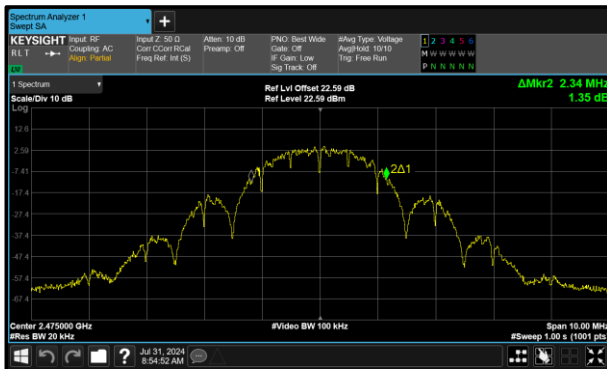 Spectrum Analyzer 1
Swept SA
KEYSIGHT
RLT
LXI
Input: RF
Coupling: AC
Align: Partial
Input Z: 50 Ω
Corr CCorr RCal
Freq Ref: Int (S)
Atten: 10 dB
Preamp: Off
PNO: Best Wide
Gate: Off
IF Gain: Low
Sig Track: Off
#Avg Type: Voltage
Avg|Hold: 10/10
Trig: Free Run
1 2 3 4 5 6
M W W W W W
P N N N N N
1 Spectrum
Scale/Div 10 dB
Ref Lvl Offset 22.59 dB
Ref Level 22.59 dBm
ΔMkr2 2.34 MHz
1.35 dB
Log
12.6
2.59
-7.41
-17.4
-27.4
-37.4
-47.4
-57.4
-67.4
2Δ1
Center 2.475000 GHz
#Res BW 20 kHz
#Video BW 100 kHz
Span 10.00 MHz
#Sweep 1.00 s (1001 pts)
?
Jul 31, 2024
8:54:52 AM